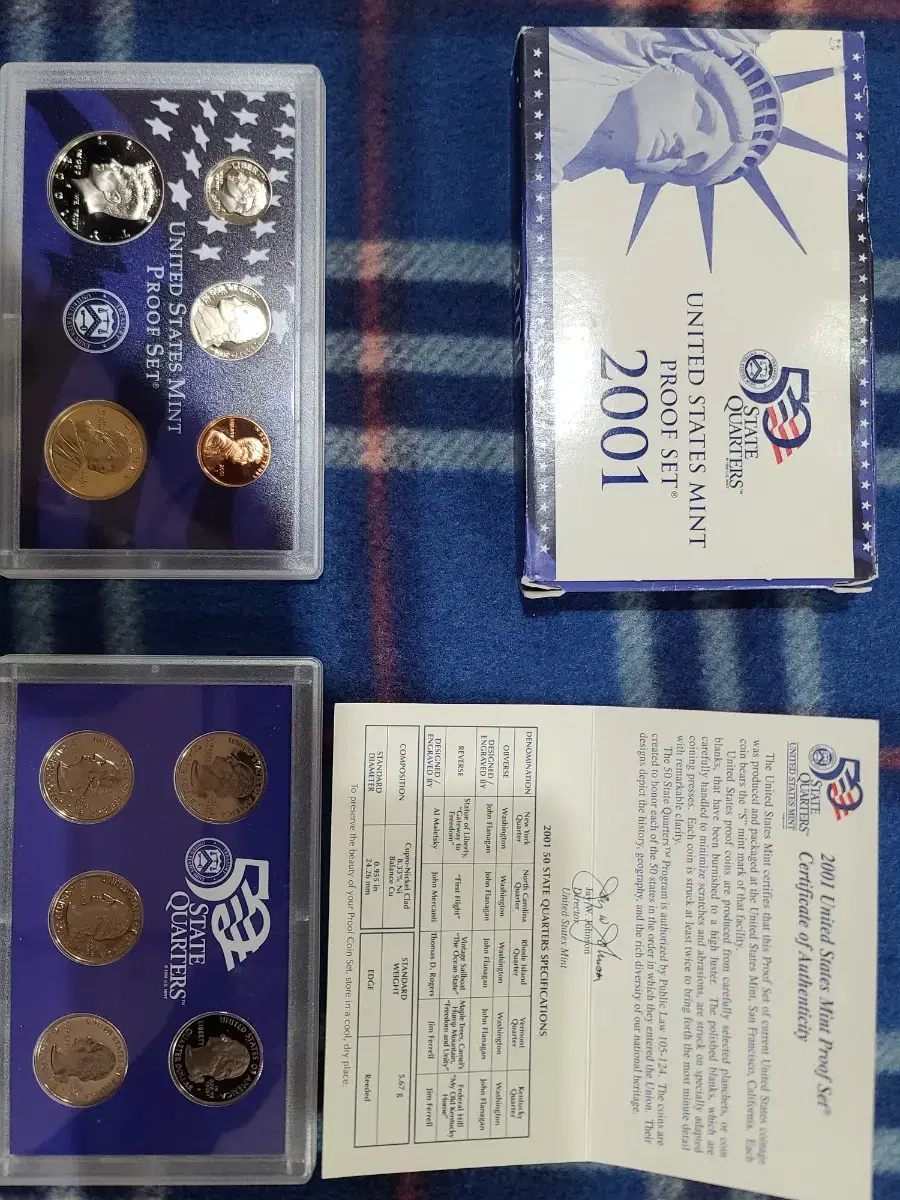 UNITED STATES MINT
PROOF SET®
50
STATE
QUARTERS™
UNITED STATES MINT
PROOF SET®
2001
50
STATE
QUARTERS™
50
STATE
QUARTERS™
UNITED STATES MINT
2001 United States Mint Proof Set®
Certificate of Authenticity
The United States Mint certifies that this Proof Set of current United States coinage
was produced and packaged at the United States Mint, San Francisco, California. Each
coin bears the "S" mint mark of that facility.
United States proof coins are produced from carefully selected planchets, or coin
blanks, that have been burnished to a high luster. The polished blanks, which are
carefully handled to minimize scratches and abrasions, are struck on specially adapted
coining presses. Each coin is struck at least twice to bring forth the most minute detail
with remarkable clarity.
The 50 State Quarters™ Program is authorized by Public Law 105-124. The coins are
created to honor each of the 50 states in the order in which they entered the Union. Their
designs depict the history, geography, and the rich diversity of our national heritage.
Jay W. Johnson
Director
United States Mint
2001 50 STATE QUARTERS SPECIFICATIONS
DENOMINATION
New York Quarter
North Carolina Quarter
Rhode Island Quarter
Vermont Quarter
Kentucky Quarter
OBVERSE
Washington
Washington
Washington
Washington
Washington
DESIGNED / ENGRAVED BY
John Flanagan
John Flanagan
John Flanagan
John Flanagan
John Flanagan
REVERSE
Statue of Liberty, "Gateway to Freedom"
"First Flight"
Vintage Sailboat "The Ocean State"
Maple Trees, Camel's Hump Mountain, "Freedom and Unity"
Federal Hill "My Old Kentucky Home"
DESIGNED / ENGRAVED BY
Al Maletsky
John Mercanti
Thomas D. Rogers
Jim Ferrell
Jim Ferrell
COMPOSITION
Cupro-Nickel Clad
8.33% Ni
Balance Cu
STANDARD WEIGHT
5.67 g
STANDARD DIAMETER
0.955 in
24.26 mm
EDGE
Reeded
To preserve the beauty of your Proof Coin Set, store in a cool, dry place.